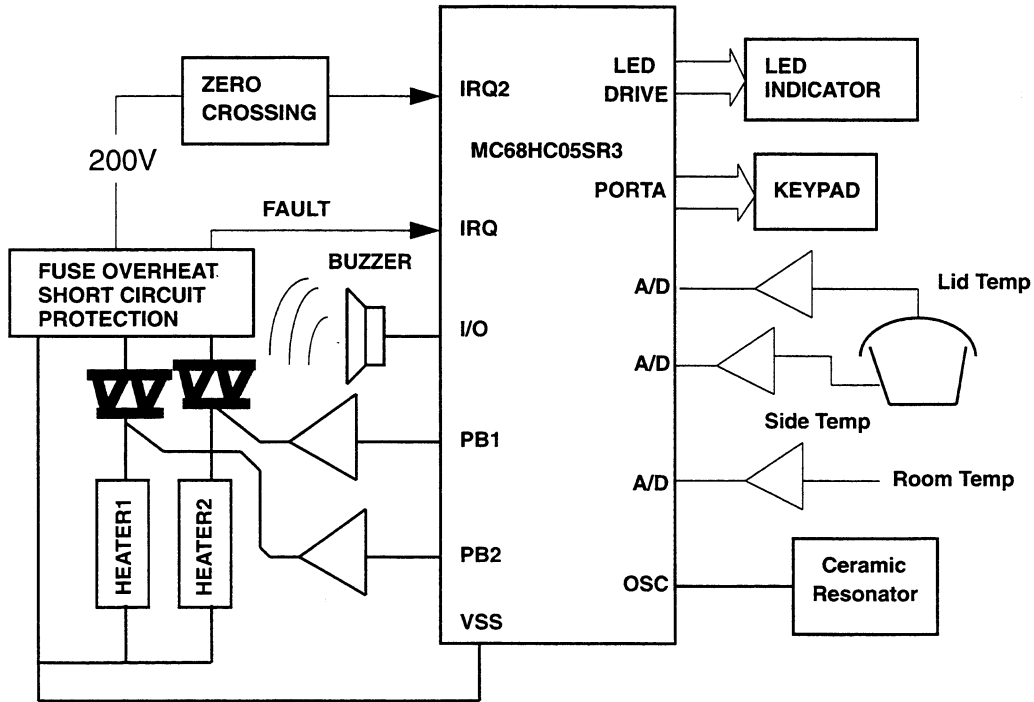 ZERO
CROSSING
200V
FAULT
FUSE OVERHEAT
SHORT CIRCUIT
PROTECTION
BUZZER
HEATER1
HEATER2
IRQ2
MC68HC05SR3
IRQ
I/O
PB1
PB2
VSS
LED
DRIVE
PORTA
A/D
A/D
A/D
OSC
LED
INDICATOR
KEYPAD
Lid Temp
Side Temp
Room Temp
Ceramic
Resonator